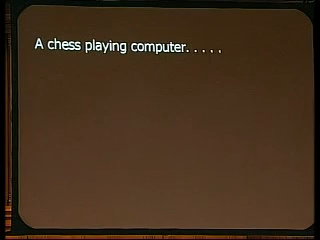 A chess playing computer. . . . .